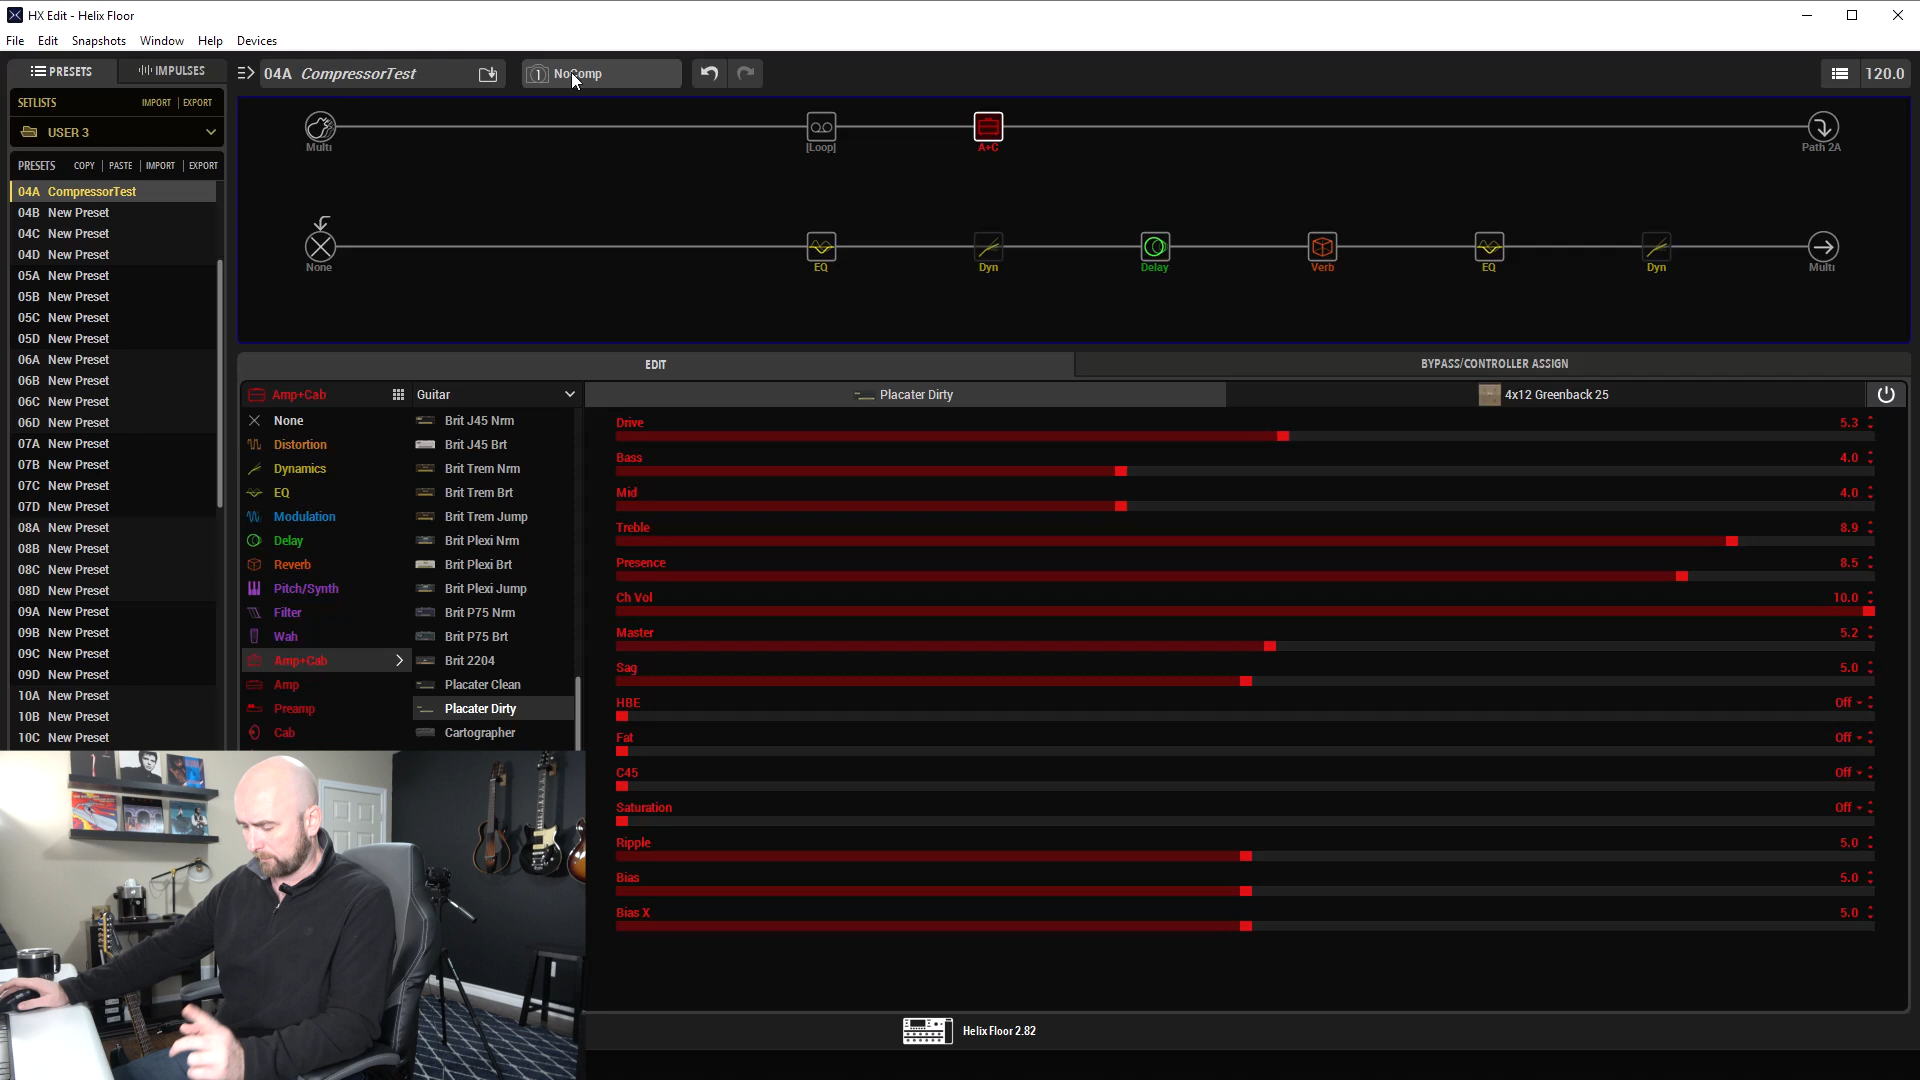 HX Edit - Helix Floor
File Edit Snapshots Window Help Devices
PRESETS IMPULSES
04A CompressorTest
1 NoComp
120.0
SETLISTS IMPORT EXPORT
USER 3
PRESETS COPY PASTE IMPORT EXPORT
04A CompressorTest
04B New Preset
04C New Preset
04D New Preset
05A New Preset
05B New Preset
05C New Preset
05D New Preset
06A New Preset
06B New Preset
06C New Preset
06D New Preset
07A New Preset
07B New Preset
07C New Preset
07D New Preset
08A New Preset
08B New Preset
08C New Preset
08D New Preset
09A New Preset
09B New Preset
09C New Preset
09D New Preset
10A New Preset
10B New Preset
10C New Preset
Multi [Loop] A+C Path 2A
None EQ Dyn Delay Verb EQ Dyn Multi
EDIT BYPASS/CONTROLLER ASSIGN
Amp+Cab Guitar
None
Distortion
Dynamics
EQ
Modulation
Delay
Reverb
Pitch/Synth
Filter
Wah
Amp+Cab
Amp
Preamp
Cab
Brit J45 Nrm
Brit J45 Brt
Brit Trem Nrm
Brit Trem Brt
Brit Trem Jump
Brit Plexi Nrm
Brit Plexi Brt
Brit Plexi Jump
Brit P75 Nrm
Brit P75 Brt
Brit 2204
Placater Clean
Placater Dirty
Cartographer
Placater Dirty 4x12 Greenback 25
Drive 5.3
Bass 4.0
Mid 4.0
Treble 8.9
Presence 8.5
Ch Vol 10.0
Master 5.2
Sag 5.0
HBE Off
Fat Off
C45 Off
Saturation Off
Ripple 5.0
Bias 5.0
Bias X 5.0
Helix Floor 2.82